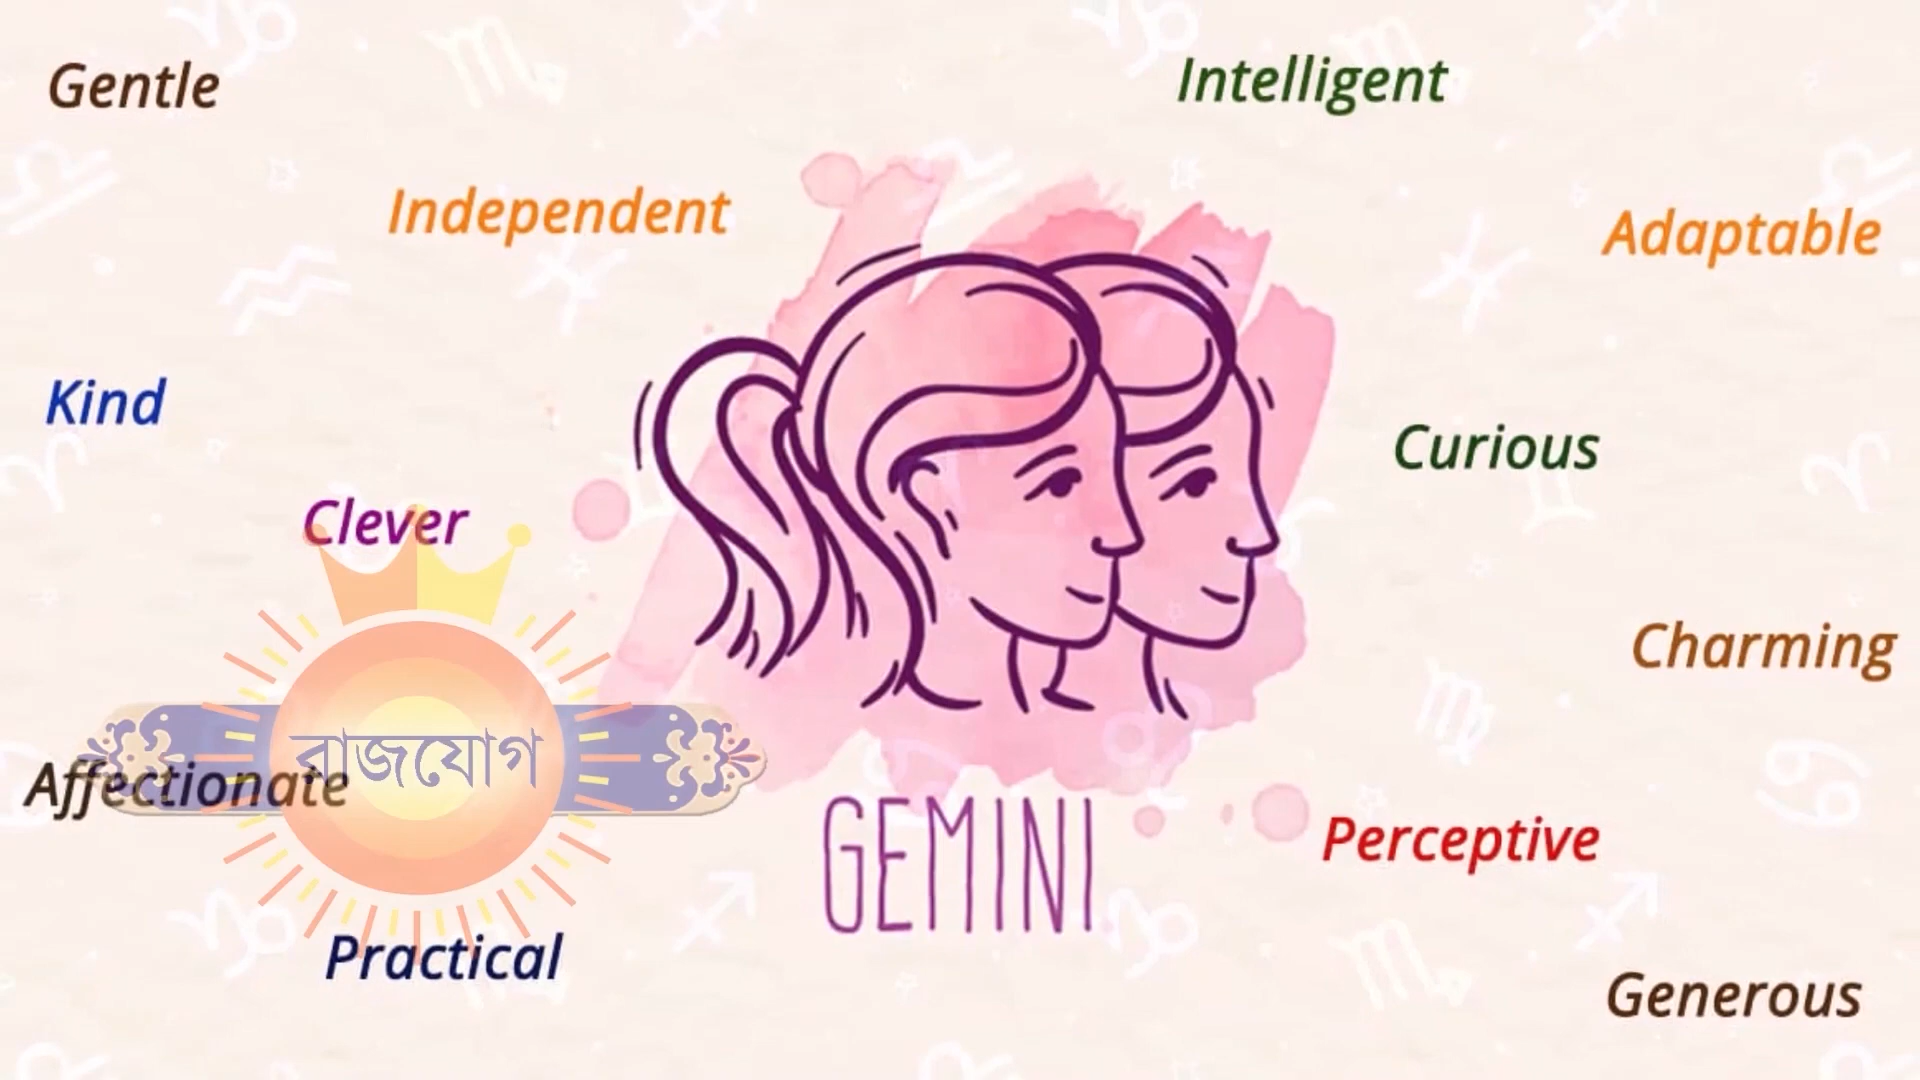 Gentle
Intelligent
Independent
Adaptable
Kind
Curious
Clever
Charming
রাজযোগ
Affectionate
GEMINI
Perceptive
Practical
Generous